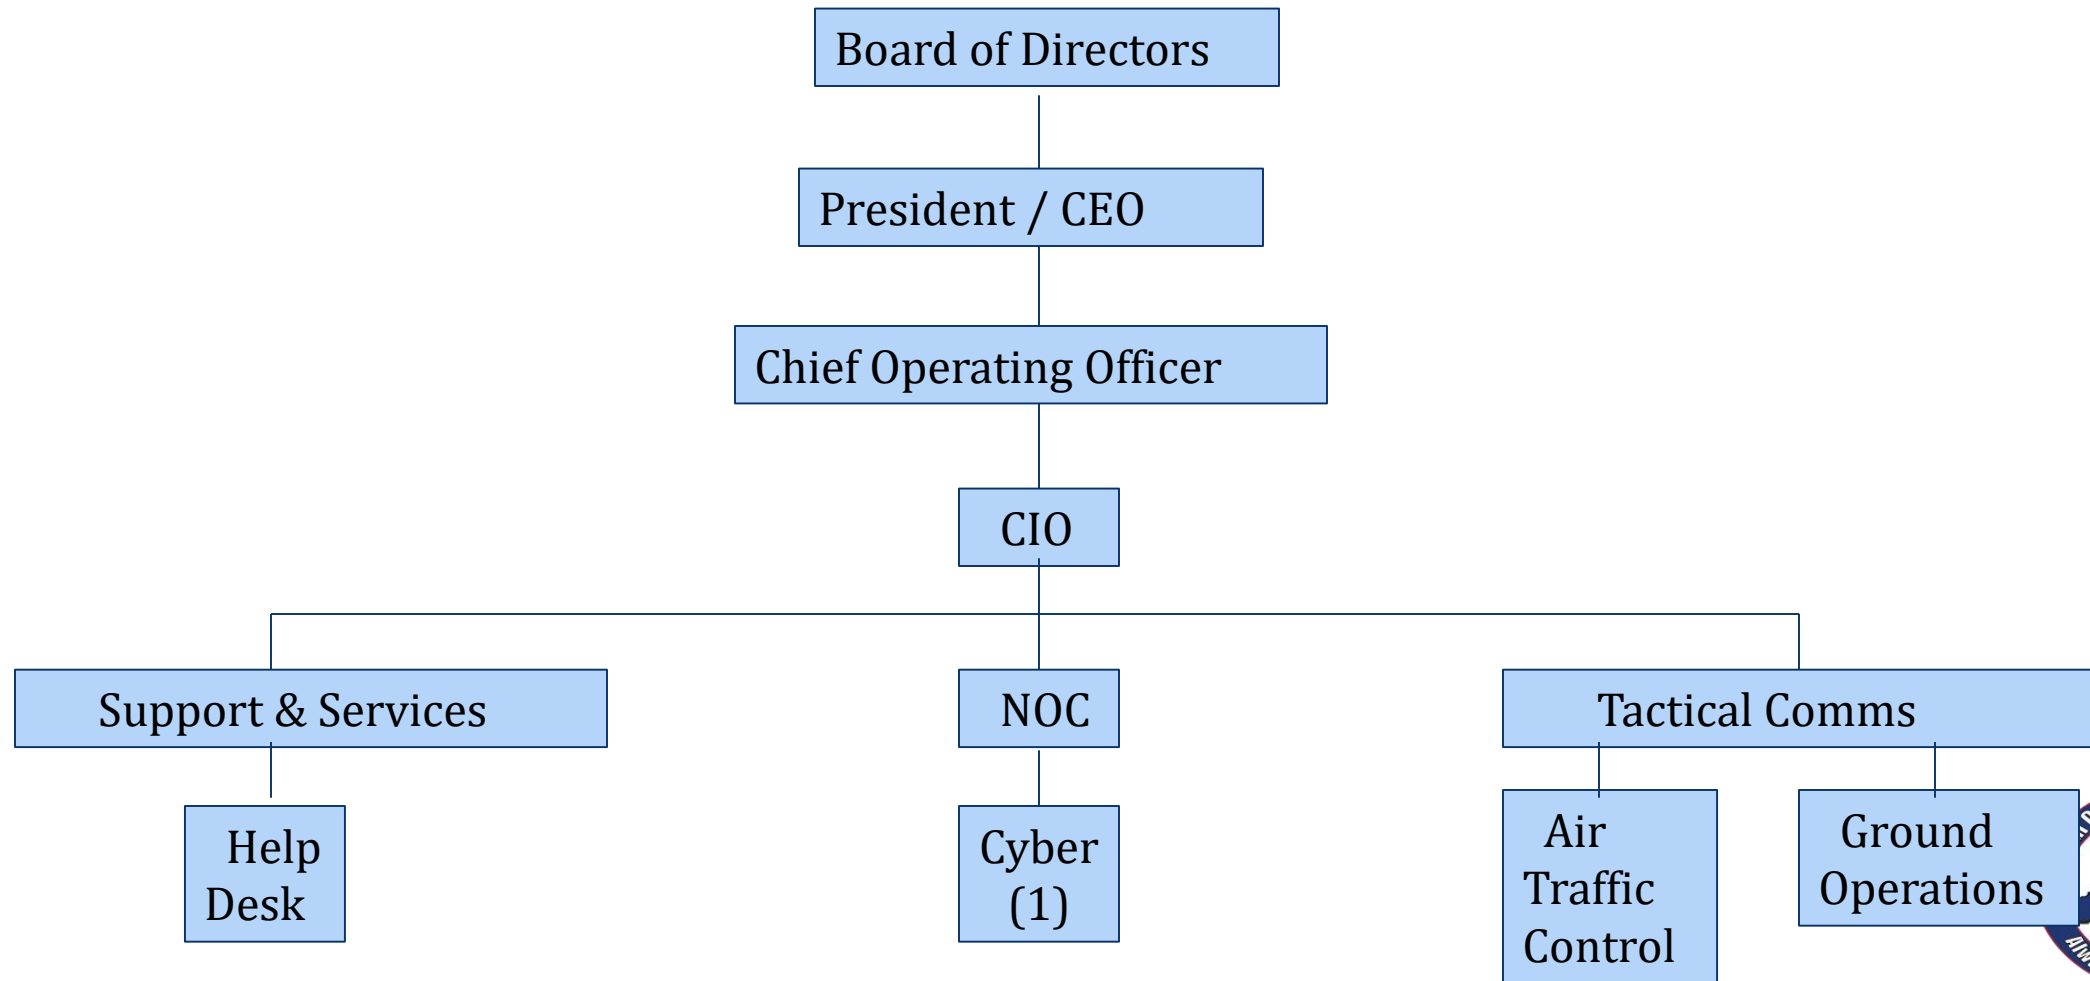 Board of Directors
President / CEO
Chief Operating Officer
CIO
Support & Services
NOC
Tactical Comms
Help
Desk
Cyber
(1)
Air
Traffic
Control
Ground
Operations